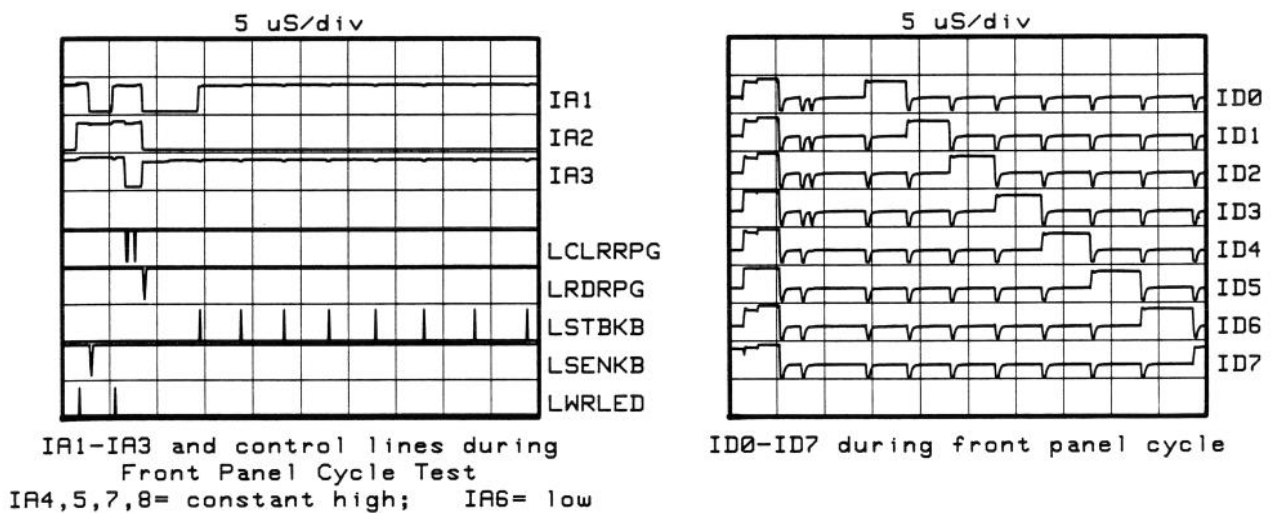 5 uS/div
IA1
IA2
IA3
LCLRRPG
LRDRPG
LSTBKB
LSENKB
LWRLED
IA1-IA3 and control lines during
Front Panel Cycle Test
IA4,5,7,8= constant high; IA6= low
5 uS/div
ID0
ID1
ID2
ID3
ID4
ID5
ID6
ID7
ID0-ID7 during front panel cycle